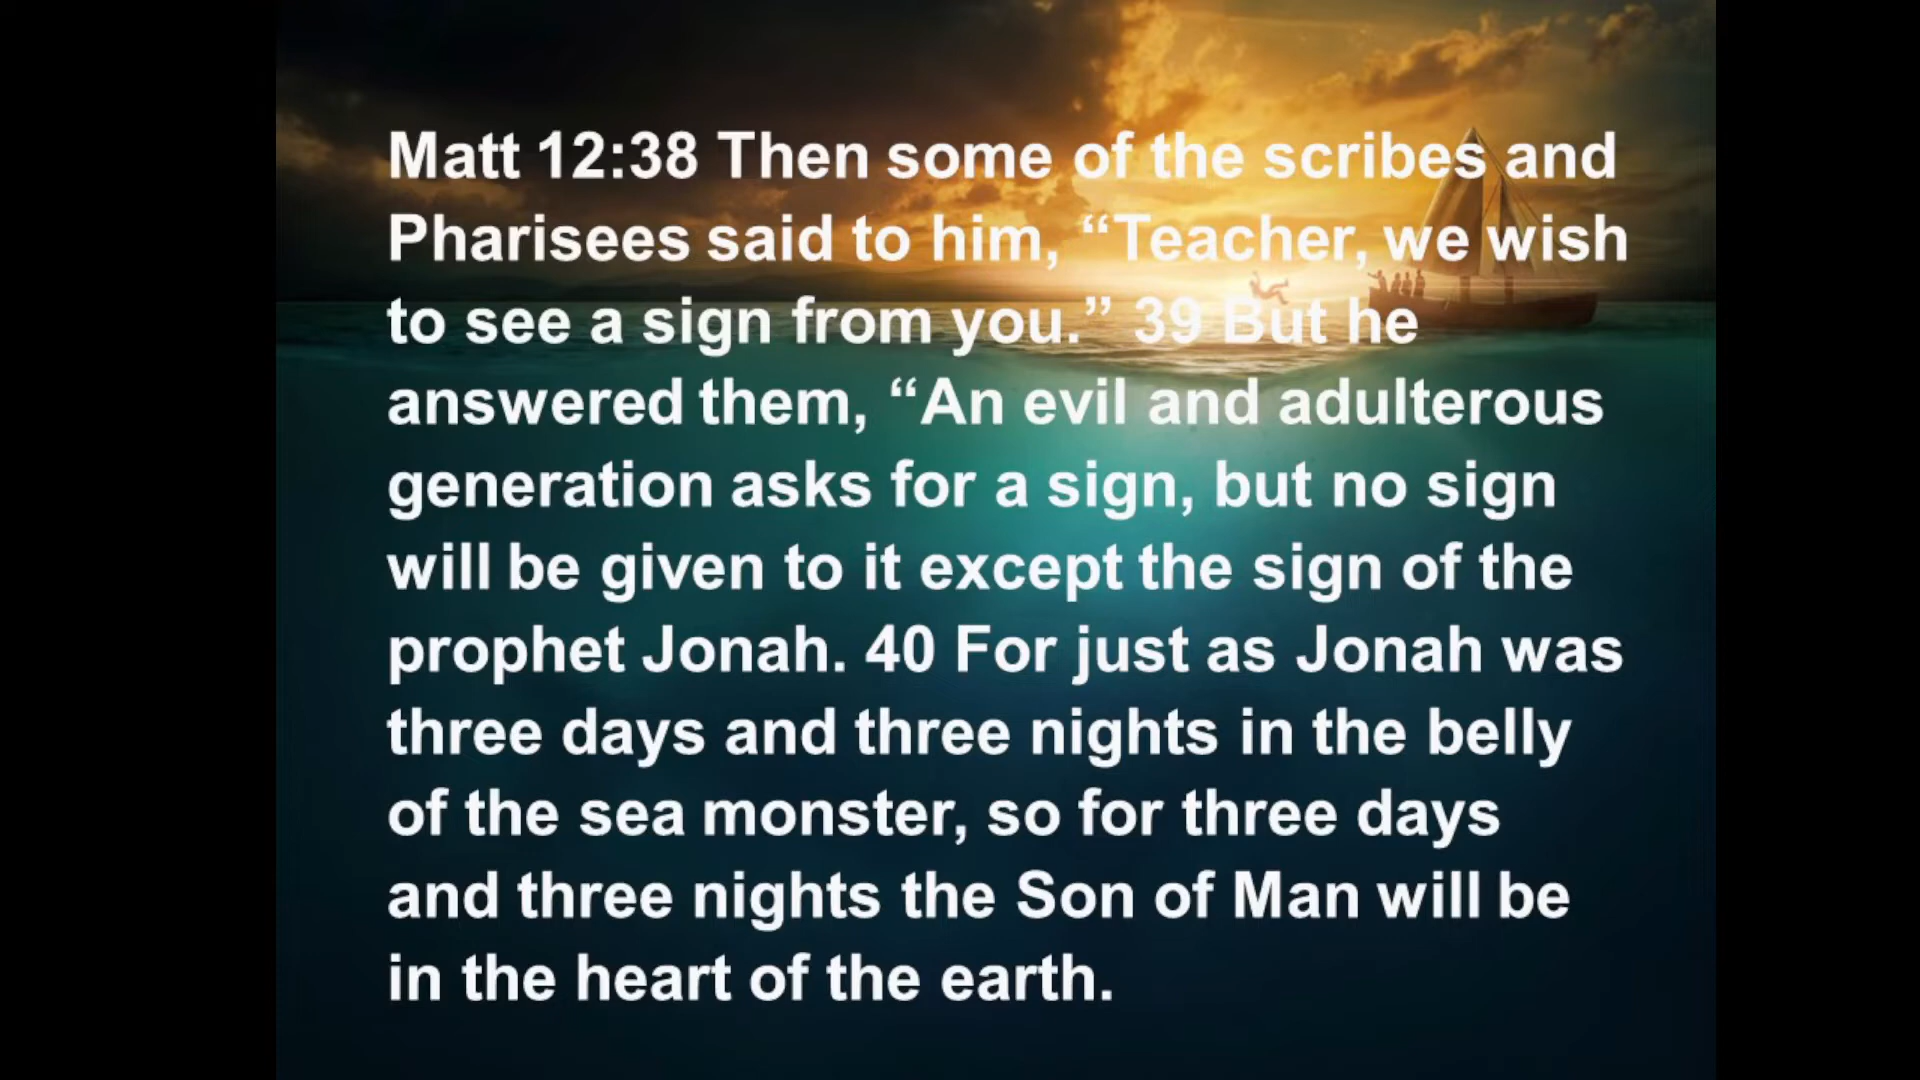 Matt 12:38 Then some of the scribes and
Pharisees said to him, “Teacher, we wish
to see a sign from you.” 39 But he
answered them, “An evil and adulterous
generation asks for a sign, but no sign
will be given to it except the sign of the
prophet Jonah. 40 For just as Jonah was
three days and three nights in the belly
of the sea monster, so for three days
and three nights the Son of Man will be
in the heart of the earth.